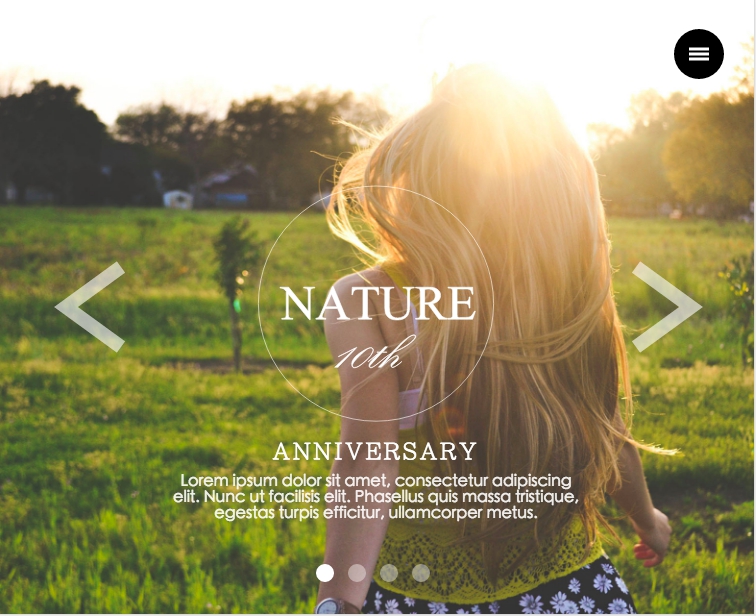 NATURE
10th
ANNIVERSARY
Lorem ipsum dolor sit amet, consectetur adipiscing
elit. Nunc ut facilisis elit. Phasellus quis massa tristique,
egestas turpis efficitur, ullamcorper metus.